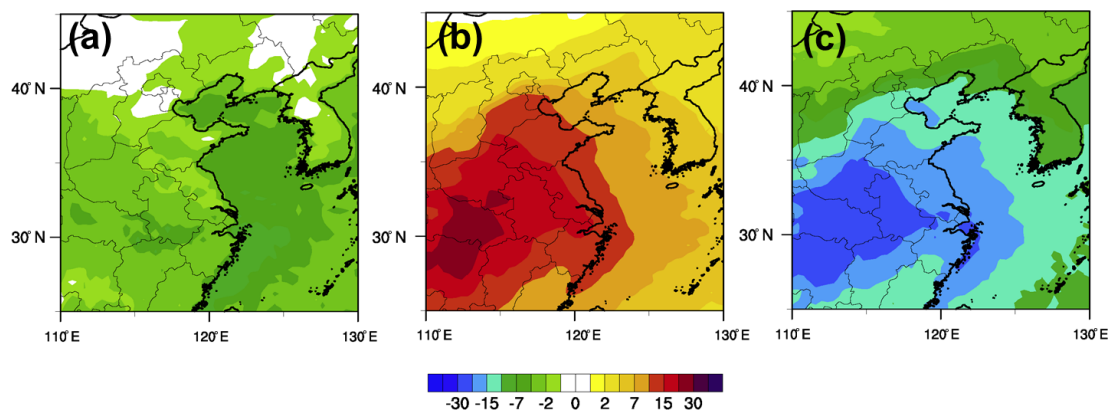 (a) (b) (c)
40° N 40° N 40° N
30° N 30° N 30° N
110° E 120° E 130° E 110° E 120° E 130° E 110° E 120° E 130° E
-30 -15 -7 -2 0 2 7 15 30